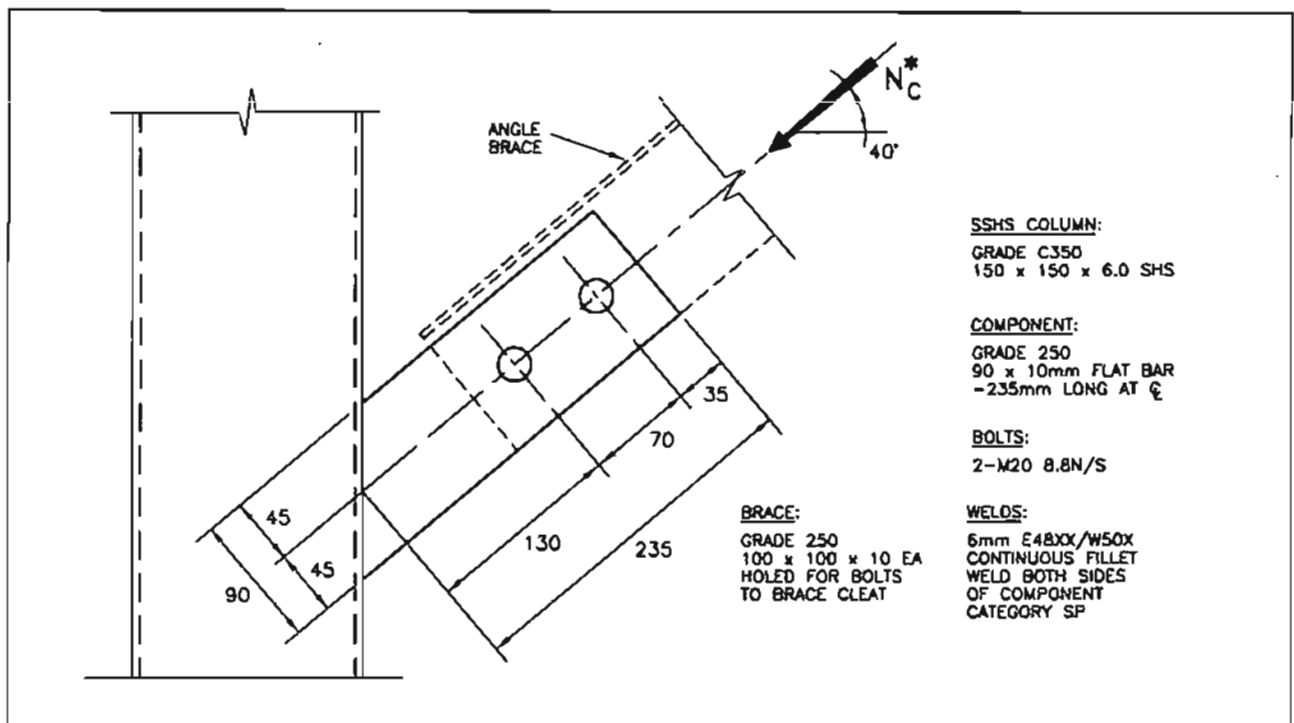 N*C
40°
ANGLE
BRACE
SSHS COLUMN:
GRADE C350
150 x 150 x 6.0 SHS
COMPONENT:
GRADE 250
90 x 10mm FLAT BAR
-235mm LONG AT ℄
BOLTS:
2-M20 8.8N/S
35
70
130
235
45
45
90
BRACE:
GRADE 250
100 x 100 x 10 EA
HOLED FOR BOLTS
TO BRACE CLEAT
WELDS:
6mm E48XX/W50X
CONTINUOUS FILLET
WELD BOTH SIDES
OF COMPONENT
CATEGORY SP